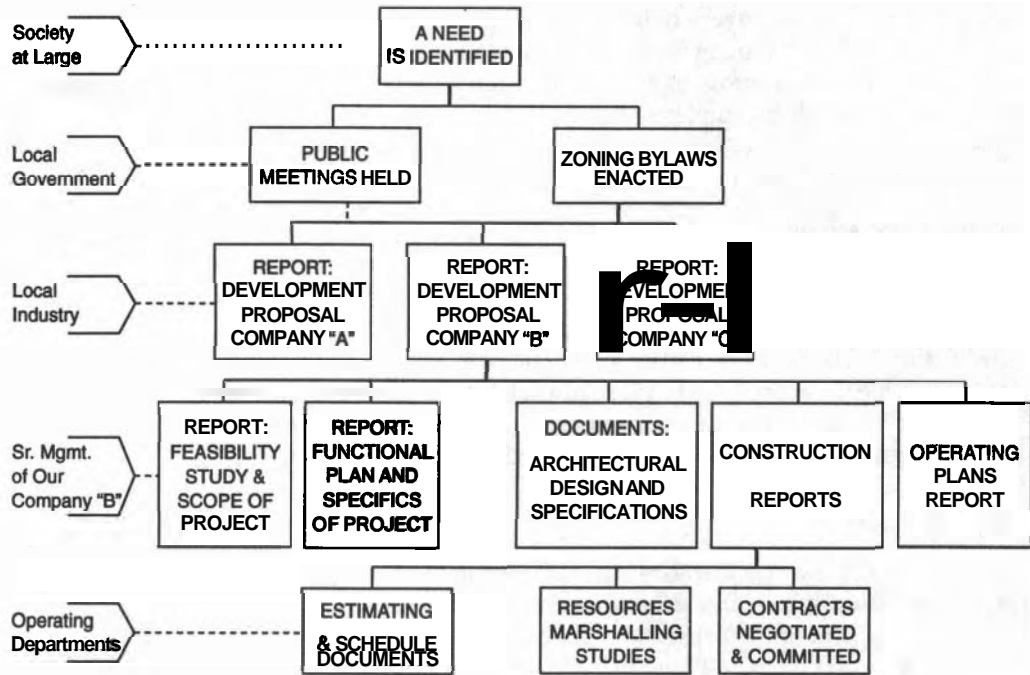 Society
at Large
A NEED
IS IDENTIFIED
Local
Government
PUBLIC
MEETINGS HELD
ZONING BYLAWS
ENACTED
Local
Industry
REPORT:
DEVELOPMENT
PROPOSAL
COMPANY "A"
REPORT:
DEVELOPMENT
PROPOSAL
COMPANY "B"
REPORT:
PROPOSAL
Sr. Mgmt.
of Our
Company "B"
REPORT:
FEASIBILITY
STUDY &
SCOPE OF
PROJECT
REPORT:
FUNCTIONAL
PLAN AND
SPECIFICS
OF PROJECT
DOCUMENTS:
ARCHITECTURAL
DESIGN AND
SPECIFICATIONS
CONSTRUCTION
REPORTS
OPERATING
PLANS
REPORT
Operating
Departments
ESTIMATING
& SCHEDULE
DOCUMENTS
RESOURCES
MARSHALLING
STUDIES
CONTRACTS
NEGOTIATED
& COMMITTED